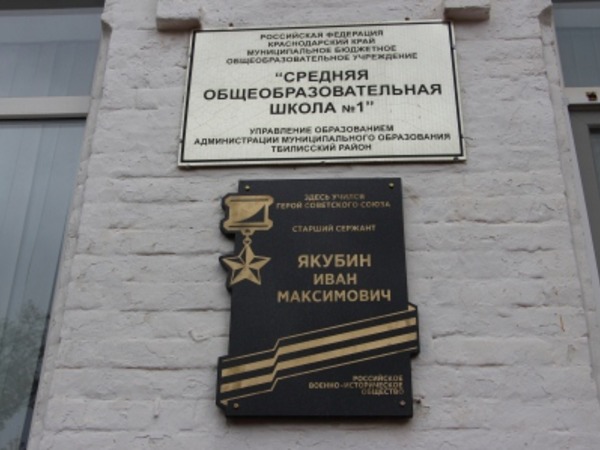 РОССИЙСКАЯ ФЕДЕРАЦИЯ
КРАСНОДАРСКИЙ КРАЙ
МУНИЦИПАЛЬНОЕ БЮДЖЕТНОЕ
ОБЩЕОБРАЗОВАТЕЛЬНОЕ УЧРЕЖДЕНИЕ
"СРЕДНЯЯ
ОБЩЕОБРАЗОВАТЕЛЬНАЯ
ШКОЛА №1"
УПРАВЛЕНИЕ ОБРАЗОВАНИЕМ
АДМИНИСТРАЦИИ МУНИЦИПАЛЬНОГО ОБРАЗОВАНИЯ
ТБИЛИССКИЙ РАЙОН
ЗДЕСЬ УЧИЛСЯ
ГЕРОЙ СОВЕТСКОГО СОЮЗА
СТАРШИЙ СЕРЖАНТ
ЯКУБИН
ИВАН
МАКСИМОВИЧ
РОССИЙСКОЕ
ВОЕННО-ИСТОРИЧЕСКОЕ
ОБЩЕСТВО